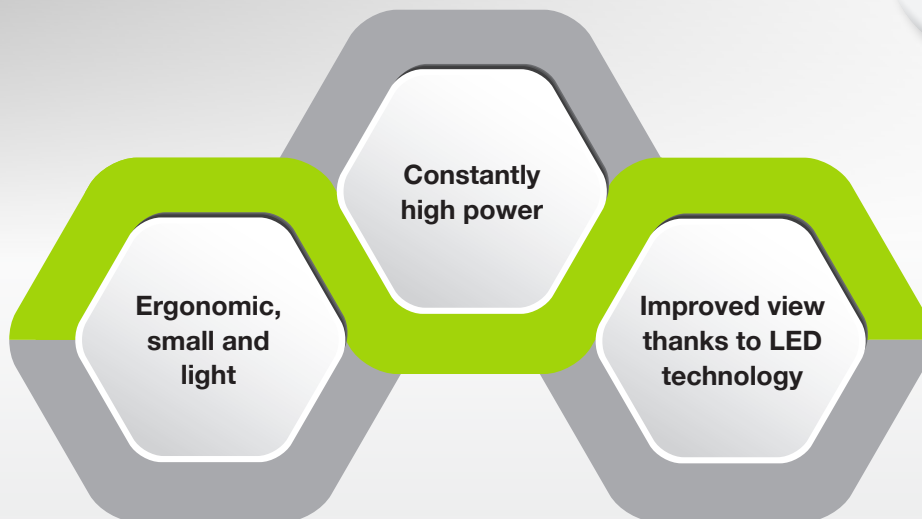 Constantly
high power
Ergonomic,
small and
light
Improved view
thanks to LED
technology